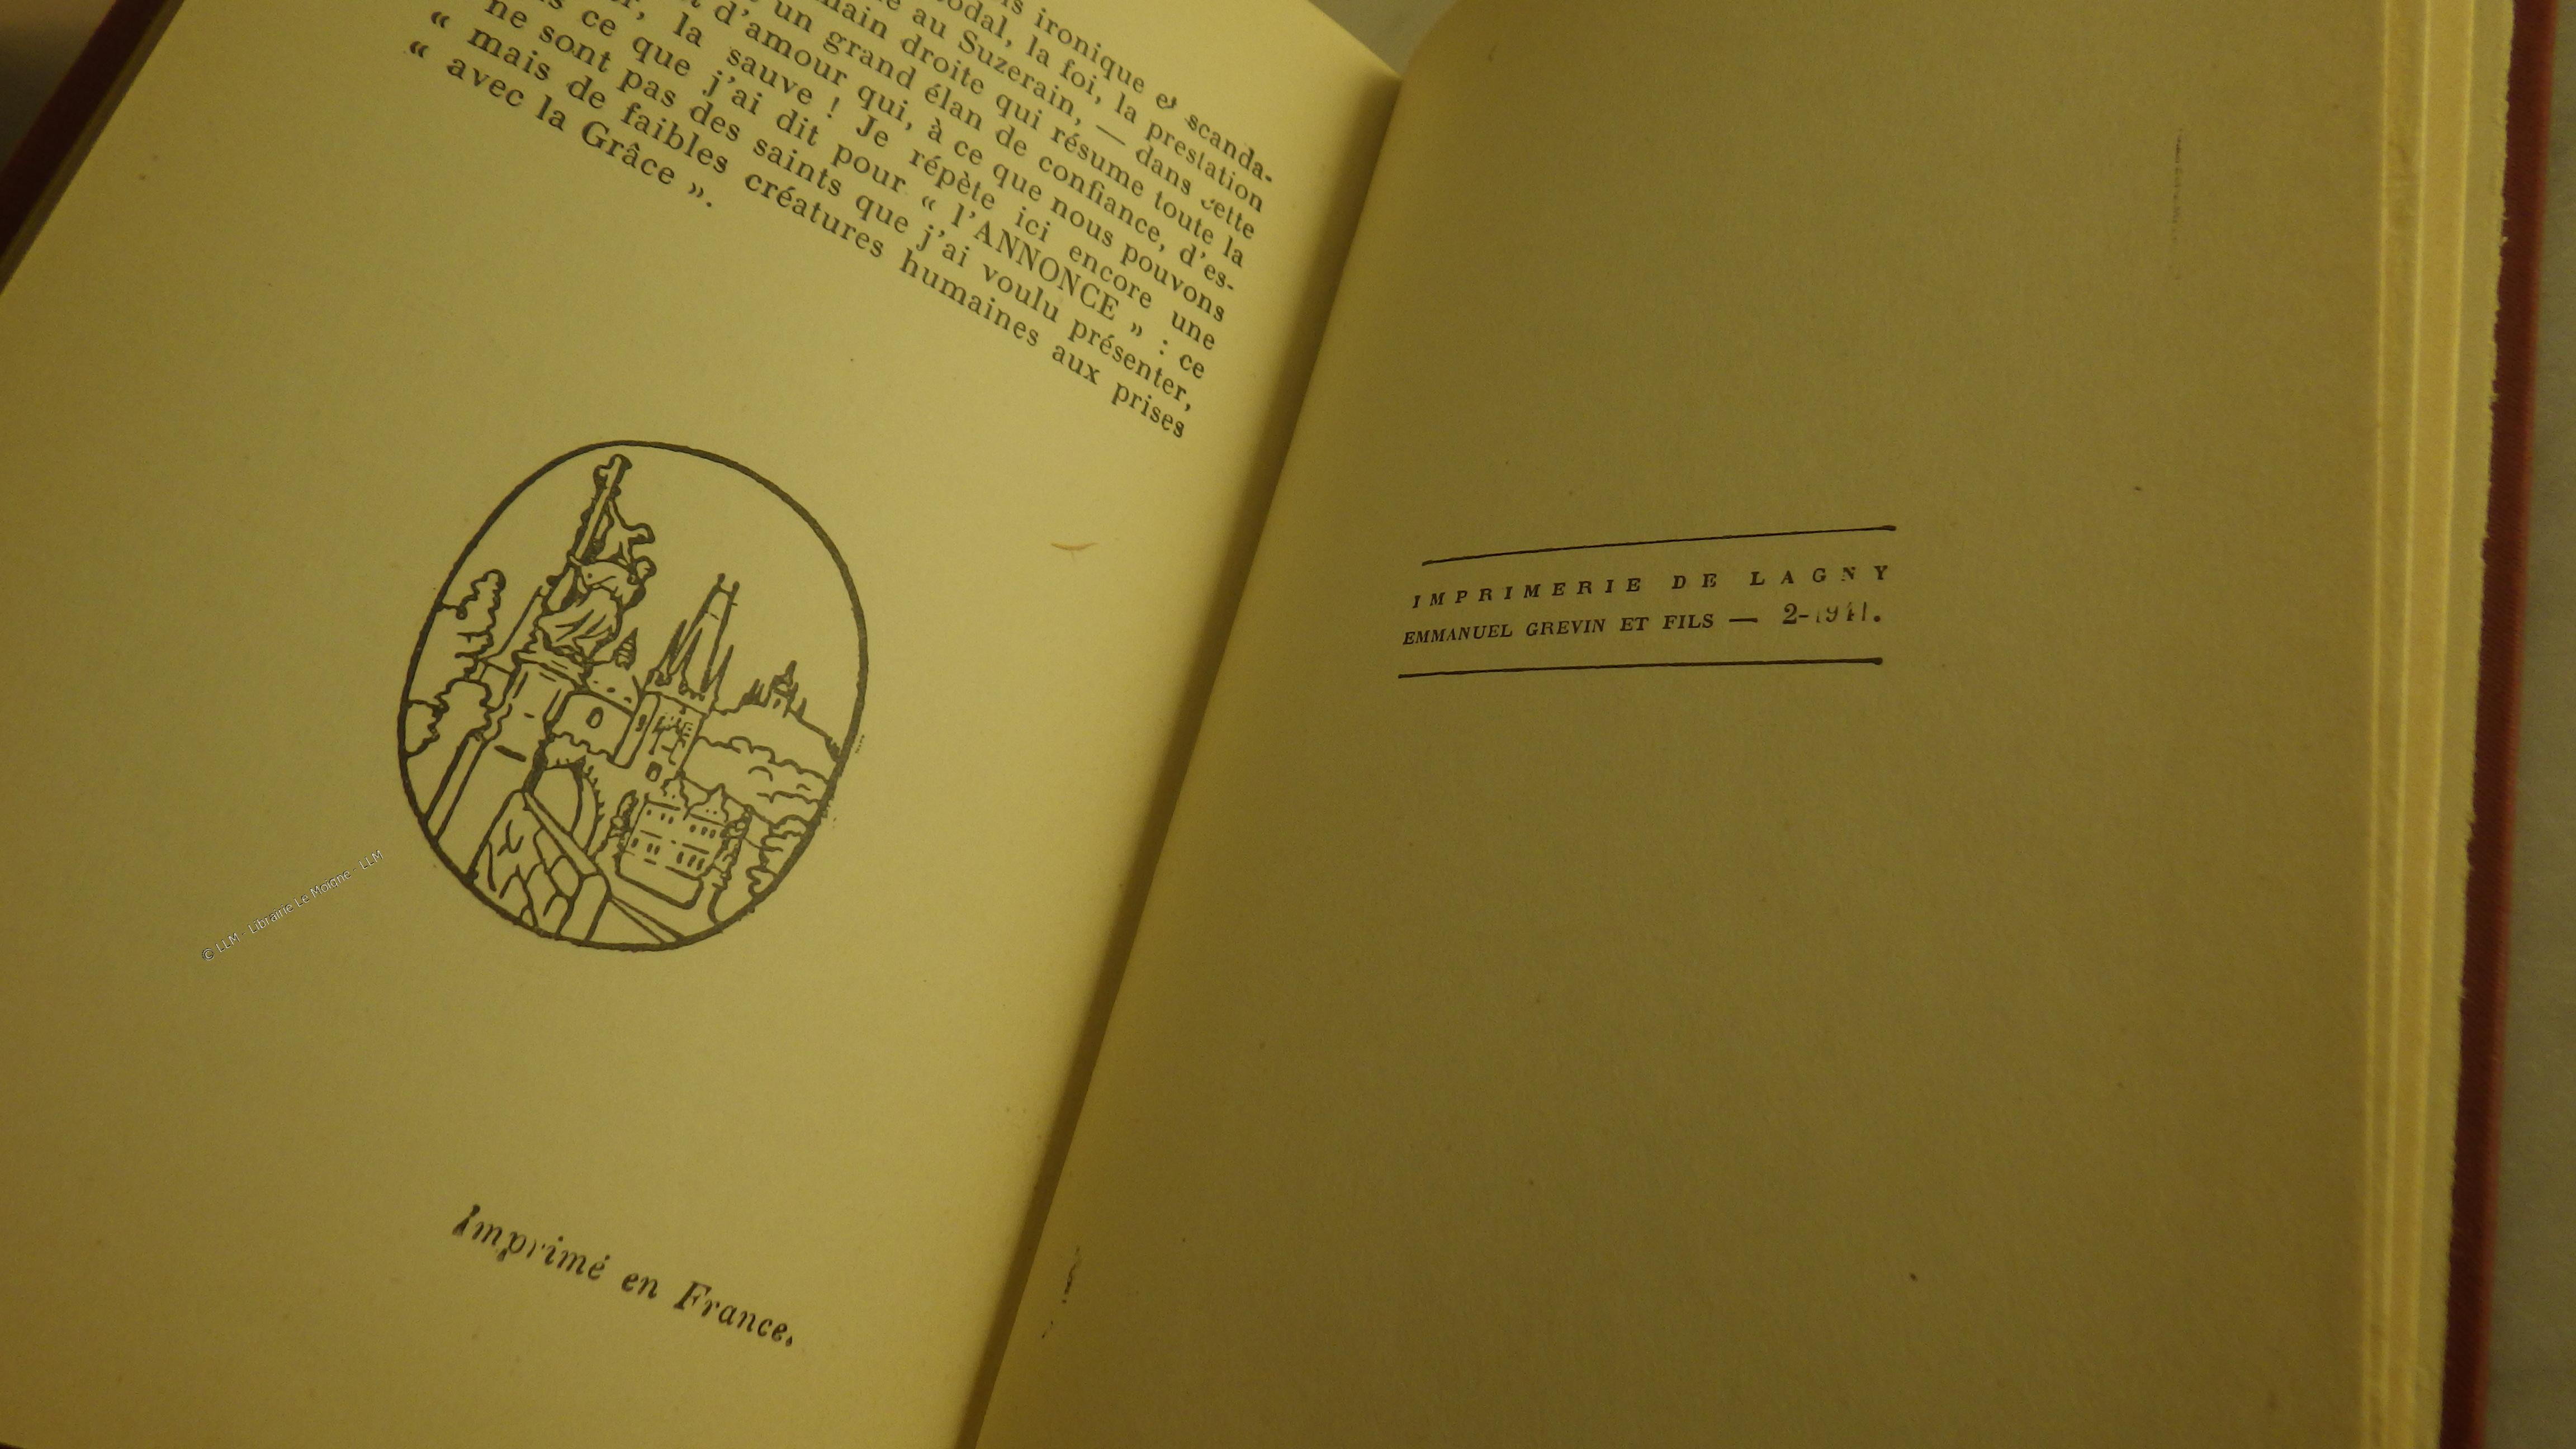 is ironique et scanda-
odal, la foi, la prestation
au Suzerain, — dans cette
main droite qui résume toute la
un grand élan de confiance, d'es-
d'amour qui, à ce que nous pouvons
la sauve ! Je répète ici encore une
ce que j'ai dit pour « l'ANNONCE » : ce
ne sont pas des saints que j'ai voulu présenter,
« mais de faibles créatures humaines aux prises
« avec la Grâce ».
© LLM - Librairie Le Moigne - LLM
Imprimé en France.
IMPRIMERIE DE LAGNY
EMMANUEL GREVIN ET FILS — 2-1941.